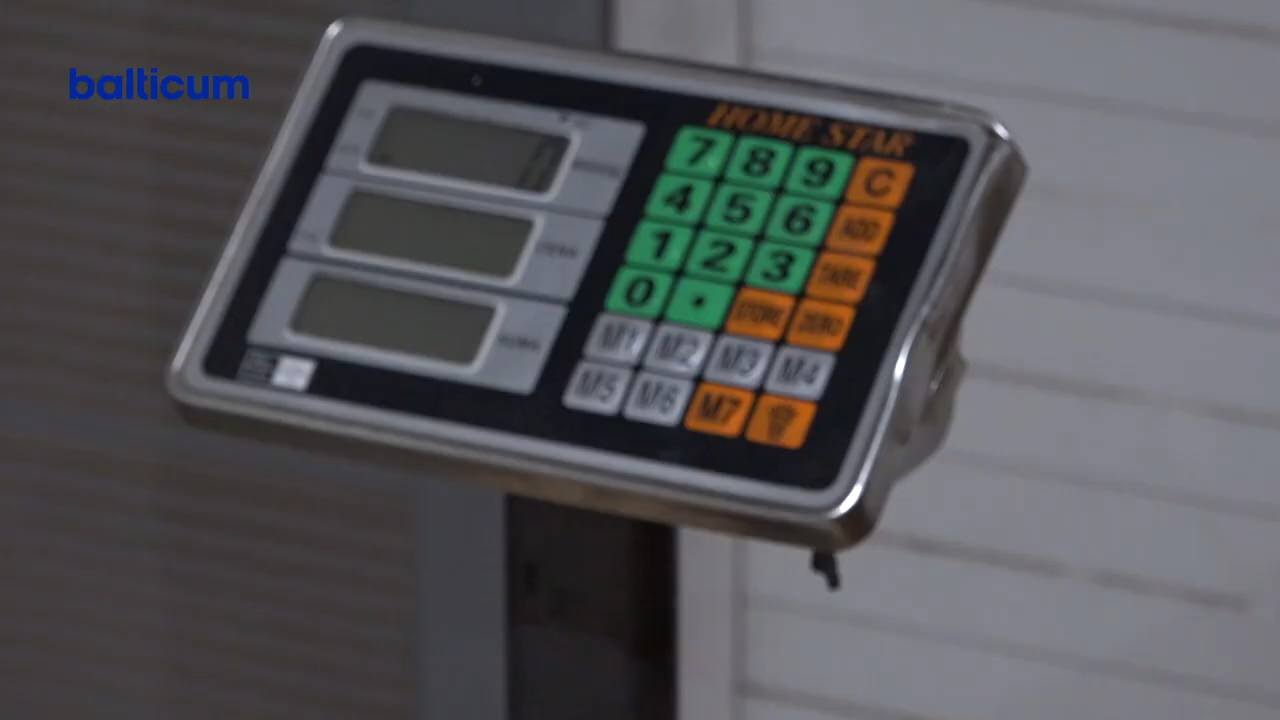 balticum
HOME STAR
7 8 9 C
4 5 6 ADD
1 2 3 TARE
0 . STORE ZERO
M1 M2 M3 M4
M5 M6 M7
0